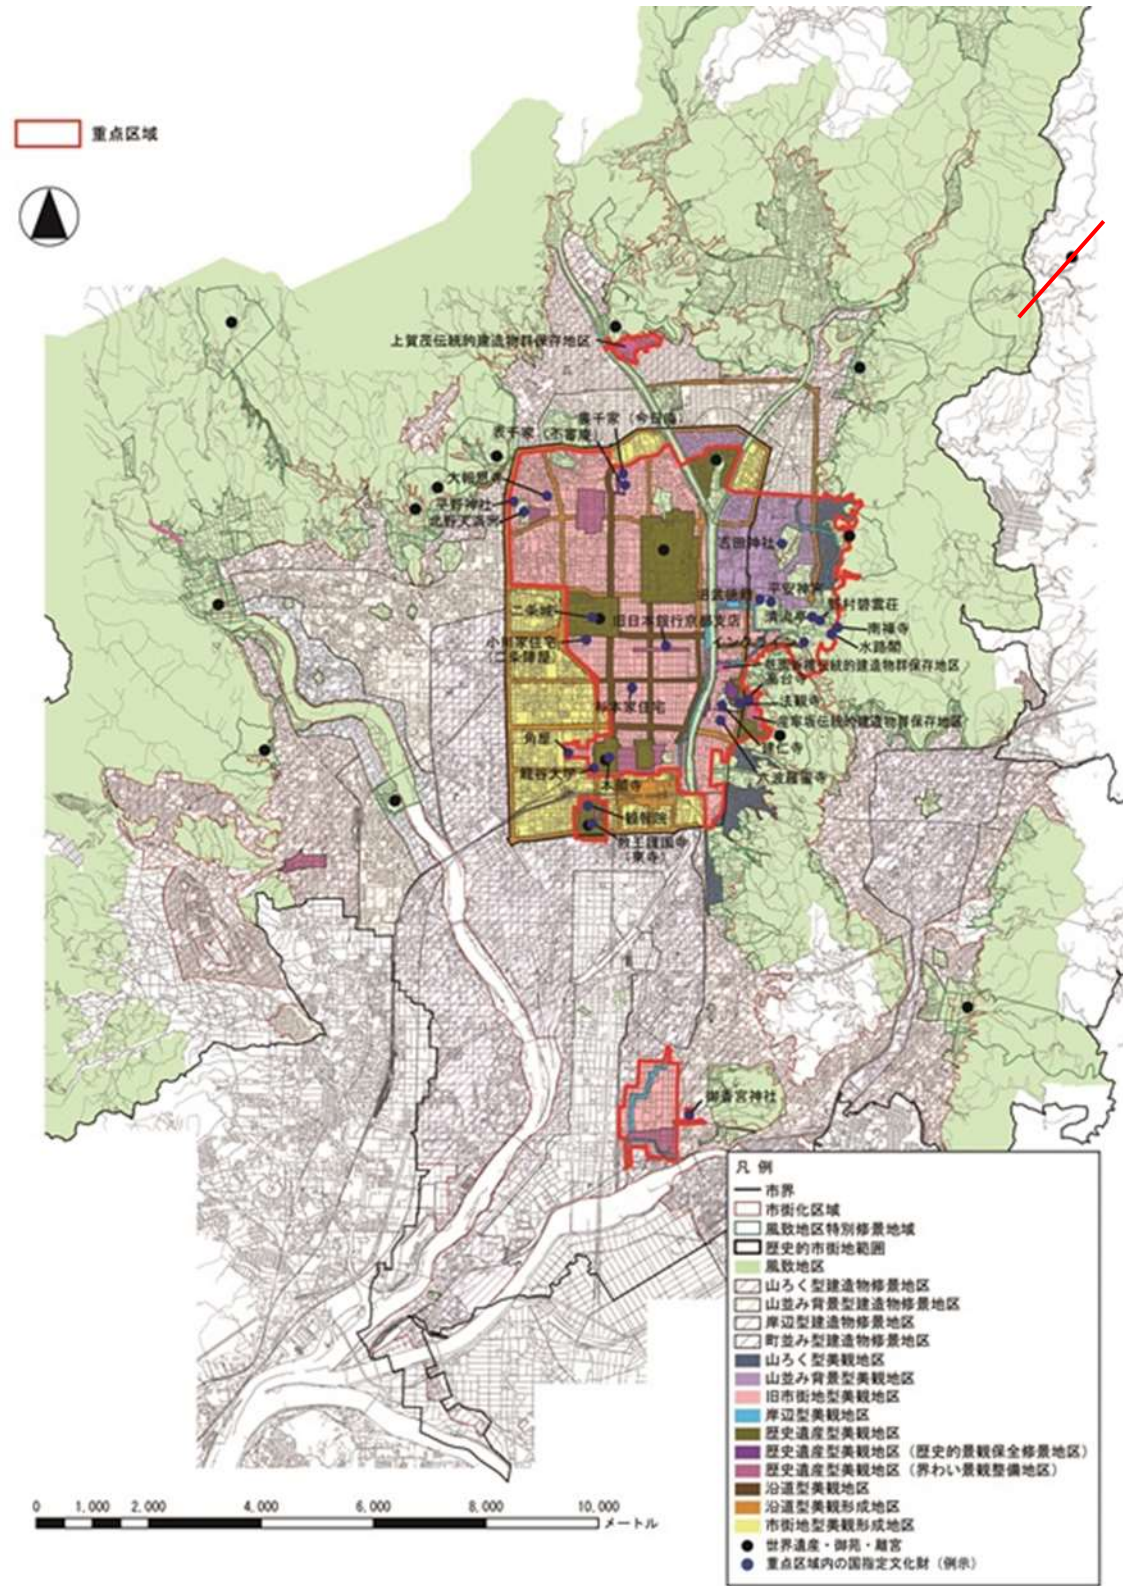 重点区域
上賀茂伝統的建造物群保存地区
裏千家（今日庵）
表千家（不審庵）
大報恩寺
平野神社
北野天満宮
吉田神社
平安神宮
野村碧雲荘
清流亭
南禅寺
水路閣
インクライン
二条城
旧日本銀行京都支店
小川家住宅
（二条陣屋）
祇園新橋伝統的建造物群保存地区
高台寺
法観寺
杉本家住宅
産寧坂伝統的建造物群保存地区
建仁寺
角屋
六波羅蜜寺
龍谷大学
本願寺
観智院
教王護国寺
（東寺）
御香宮神社
凡 例
市界
市街化区域
風致地区特別修景地域
歴史的市街地範囲
風致地区
山ろく型建造物修景地区
山並み背景型建造物修景地区
岸辺型建造物修景地区
町並み型建造物修景地区
山ろく型美観地区
山並み背景型美観地区
旧市街地型美観地区
岸辺型美観地区
歴史遺産型美観地区
歴史遺産型美観地区（歴史的景観保全修景地区）
歴史遺産型美観地区（界わい景観整備地区）
沿道型美観地区
沿道型美観形成地区
市街地型美観形成地区
世界遺産・御苑・離宮
重点区域内の国指定文化財（例示）
0 1,000 2,000 4,000 6,000 8,000 10,000
メートル